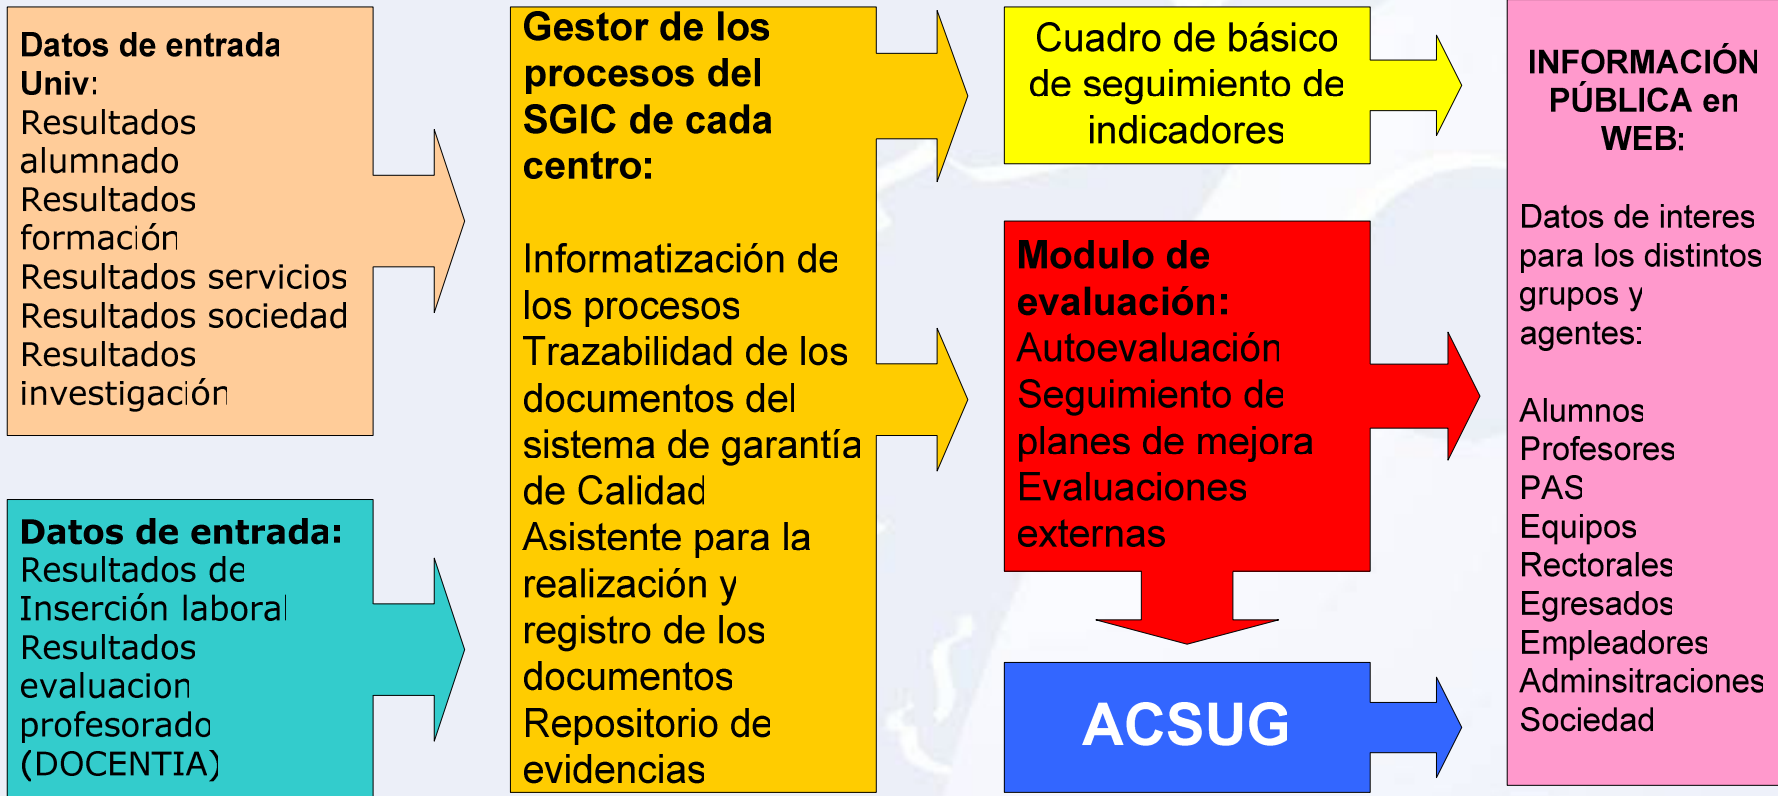 Datos de entrada
Univ:
Resultados
alumnado
Resultados
formación
Resultados servicios
Resultados sociedad
Resultados
investigación
Datos de entrada:
Resultados de
Inserción laboral
Resultados
evaluacion
profesorado
(DOCENTIA)
Gestor de los
procesos del
SGIC de cada
centro:
Informatización de
los procesos
Trazabilidad de los
documentos del
sistema de garantía
de Calidad
Asistente para la
realización y
registro de los
documentos
Repositorio de
evidencias
Cuadro de básico
de seguimiento de
indicadores
Modulo de
evaluación:
Autoevaluación
Seguimiento de
planes de mejora
Evaluaciones
externas
ACSUG
INFORMACIÓN
PÚBLICA en
WEB:
Datos de interes
para los distintos
grupos y
agentes:
Alumnos
Profesores
PAS
Equipos
Rectorales
Egresados
Empleadores
Adminsitraciones
Sociedad